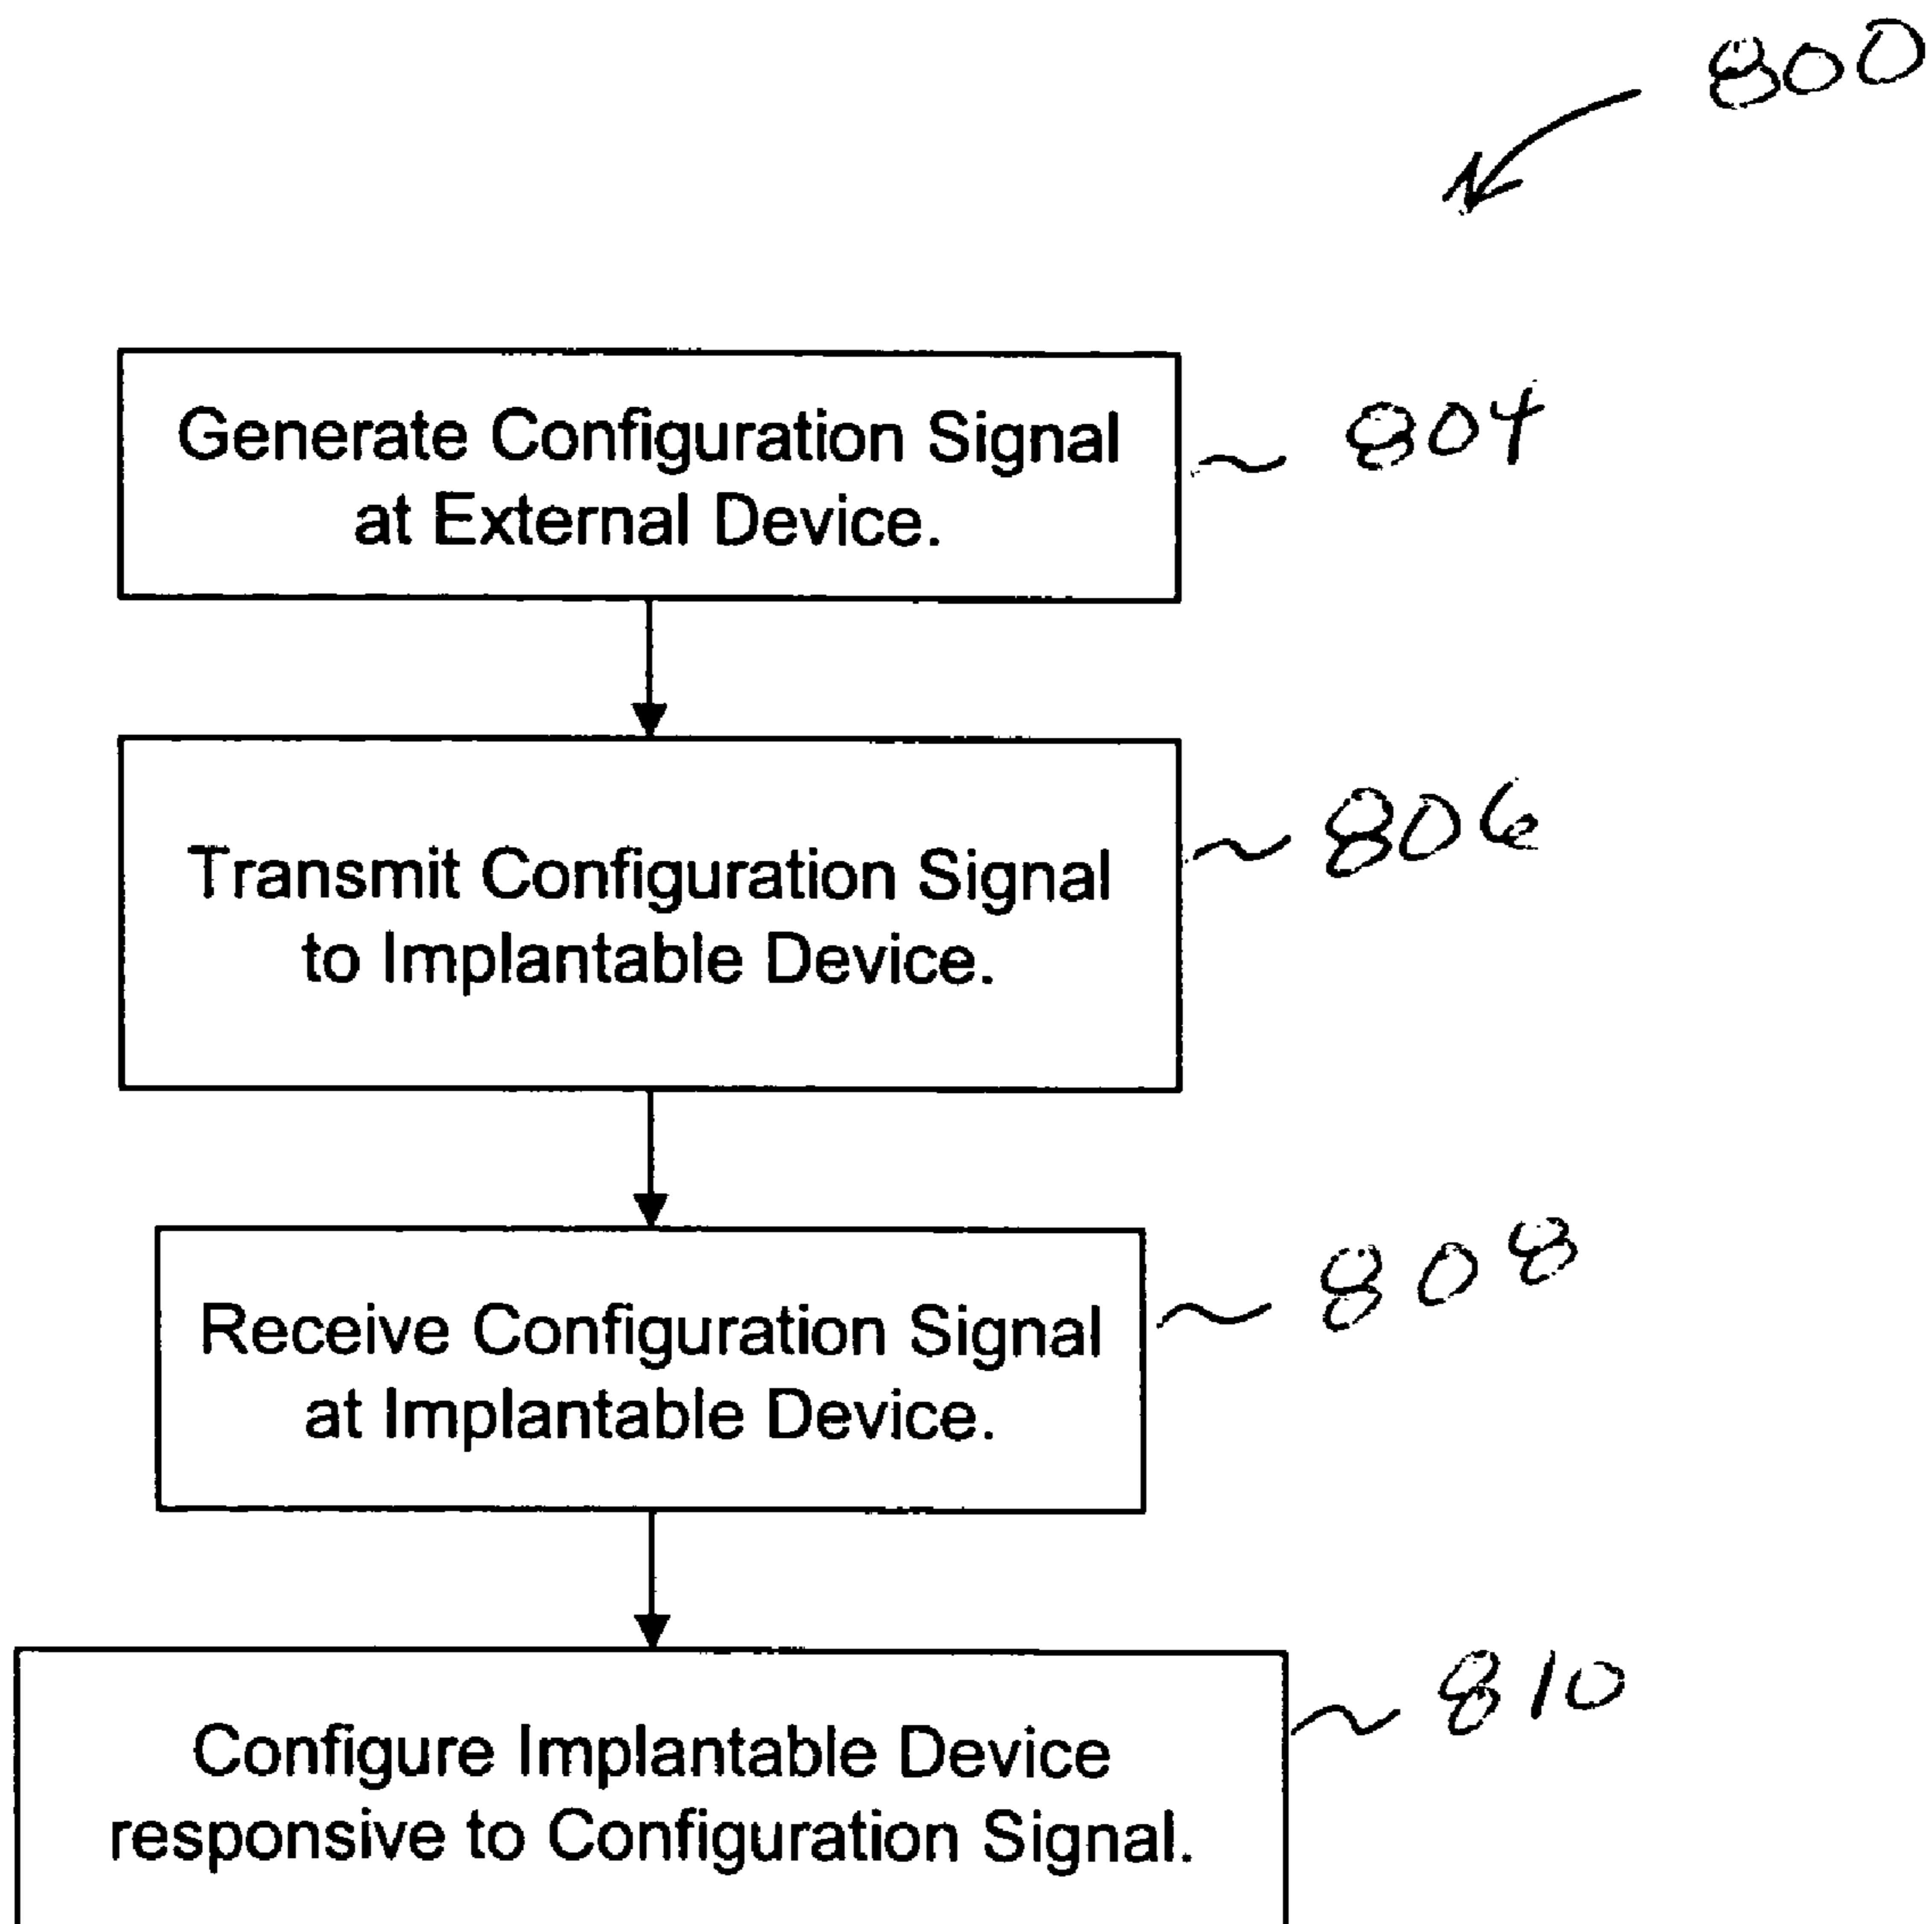 800
Generate Configuration Signal
at External Device.
804
Transmit Configuration Signal
to Implantable Device.
806
Receive Configuration Signal
at Implantable Device.
808
Configure Implantable Device
responsive to Configuration Signal.
810